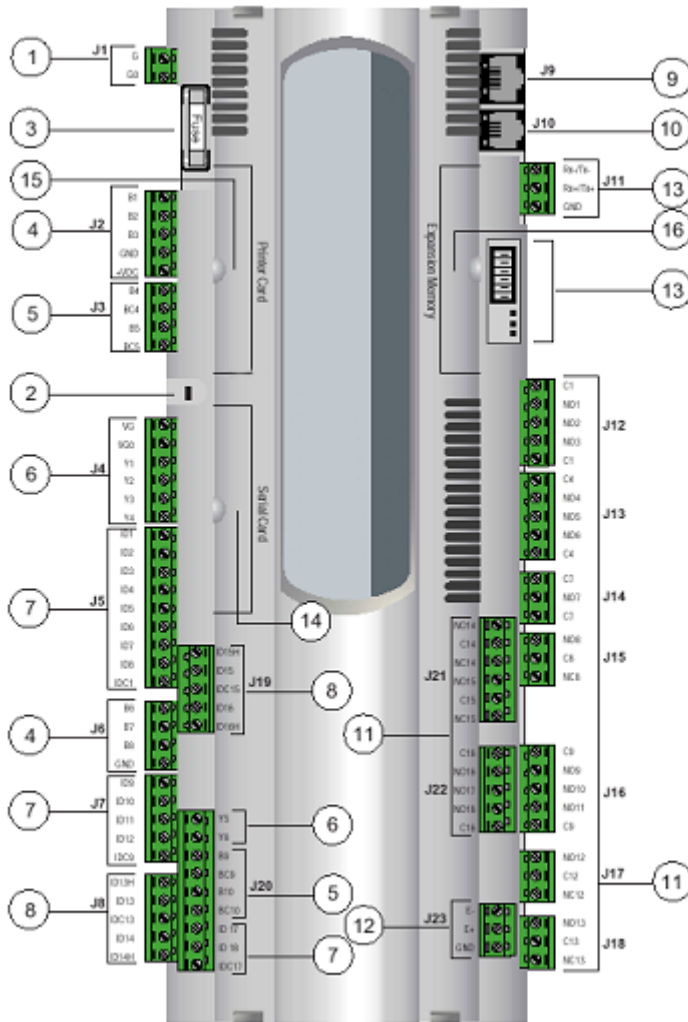 1
J1
G
G0
3
Fuse
15
4
J2
B1
B2
B3
GND
+VDC
Printer Card
5
J3
B4
BC4
B5
BC5
2
6
J4
VG
VG0
Y1
Y2
Y3
Y4
Serial Card
7
J5
ID1
ID2
ID3
ID4
ID5
ID6
ID7
ID8
IDC1
14
ID15H
ID15
IDC15
ID16
ID16H
J19
8
4
J6
B6
B7
B8
GND
7
J7
ID9
ID10
ID11
ID12
IDC9
8
J8
ID13H
ID13
IDC13
ID14
ID14H
Y5
Y6
6
B9
BC9
B10
BC10
J20
5
ID 17
ID 18
IDC17
7
J9
9
J10
10
Rx-/Tx-
Rx+/Tx+
GND
J11
13
Expansion Memory
16
13
C1
NO1
NO2
NO3
C1
J12
C4
NO4
NO5
NO6
C4
J13
C7
NO7
C7
J14
NO8
C8
NC8
J15
J21
NO14
C14
NC14
NO15
C15
NC15
11
J22
C16
NO16
NO17
NO18
C16
C9
NO9
NO10
NO11
C9
J16
NO12
C12
NC12
J17
11
12
J23
E-
E+
GND
NO13
C13
NC13
J18